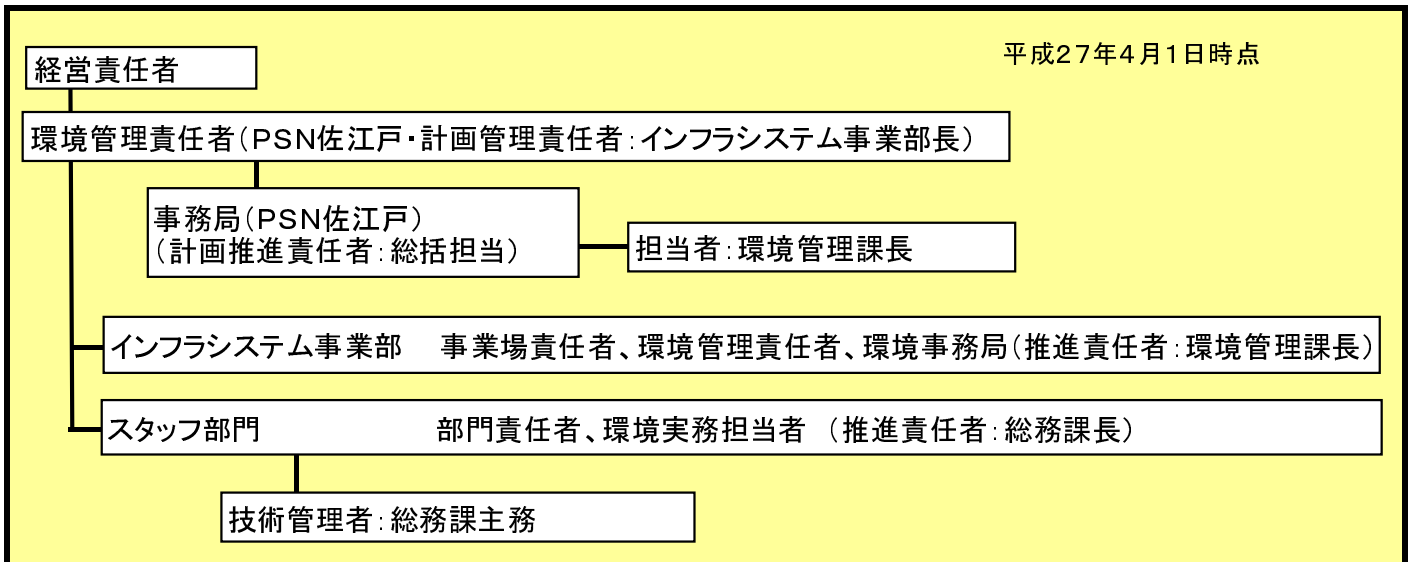 平成27年4月1日時点
経営責任者
環境管理責任者(PSN佐江戸・計画管理責任者:インフラシステム事業部長)
事務局(PSN佐江戸)
(計画推進責任者:総括担当)
担当者:環境管理課長
インフラシステム事業部 事業場責任者、環境管理責任者、環境事務局(推進責任者:環境管理課長)
スタッフ部門 部門責任者、環境実務担当者 (推進責任者:総務課長)
技術管理者:総務課主務